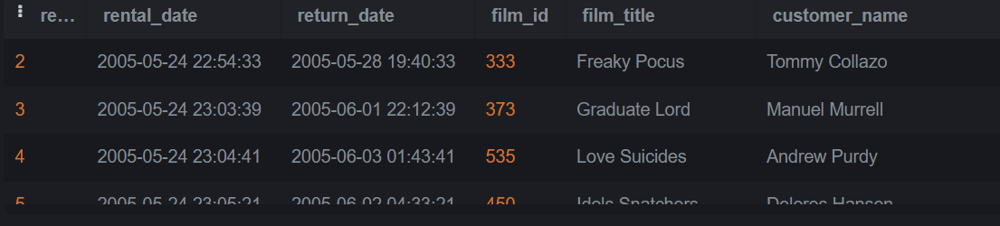 re… rental_date return_date film_id film_title customer_name
2 2005-05-24 22:54:33 2005-05-28 19:40:33 333 Freaky Pocus Tommy Collazo
3 2005-05-24 23:03:39 2005-06-01 22:12:39 373 Graduate Lord Manuel Murrell
4 2005-05-24 23:04:41 2005-06-03 01:43:41 535 Love Suicides Andrew Purdy
5 2005-05-24 23:05:21 2005-06-02 04:33:21 450 Idols Snatchers Dolores Hansen